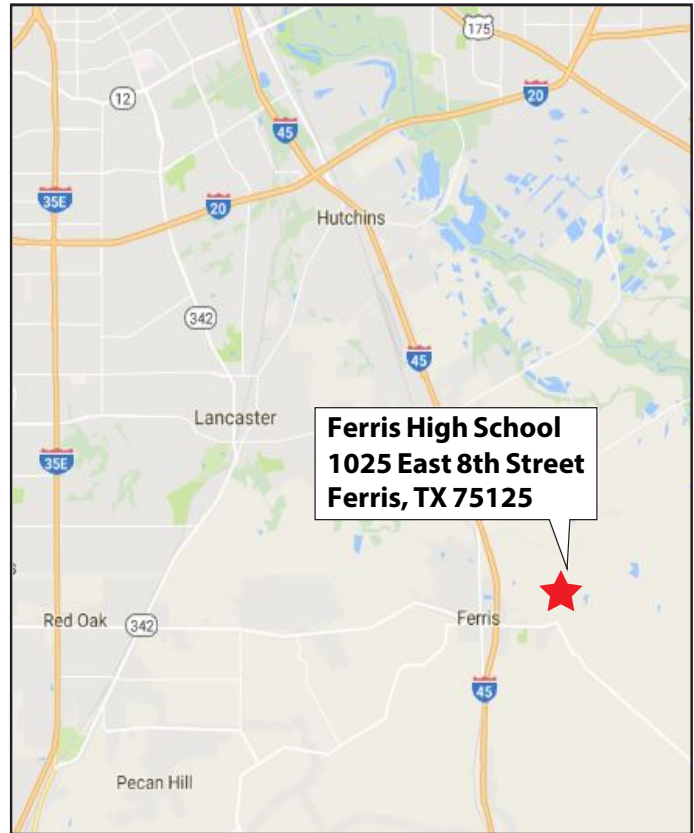 175
12
20
45
35E
20
Hutchins
342
45
Lancaster
Ferris High School
1025 East 8th Street
Ferris, TX 75125
35E
Red Oak
342
Ferris
45
Pecan Hill